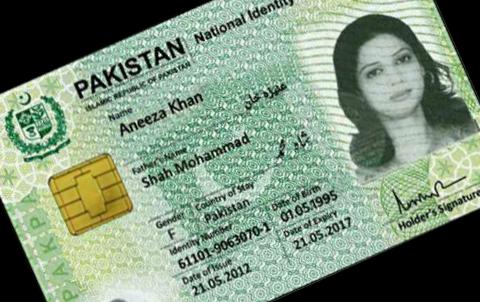 PAKISTAN National Identity
ISLAMIC REPUBLIC OF PAKISTAN
Name
Aneeza Khan
عنیزہ خان
Father's Name
Shah Mohammad
Gender Country of Stay
F Pakistan
Identity Number Date of Birth
61101-9063070-1 01.05.1995
Date of Issue Date of Expiry
21.05.2012 21.05.2017
Holder's Signature
PAKPA